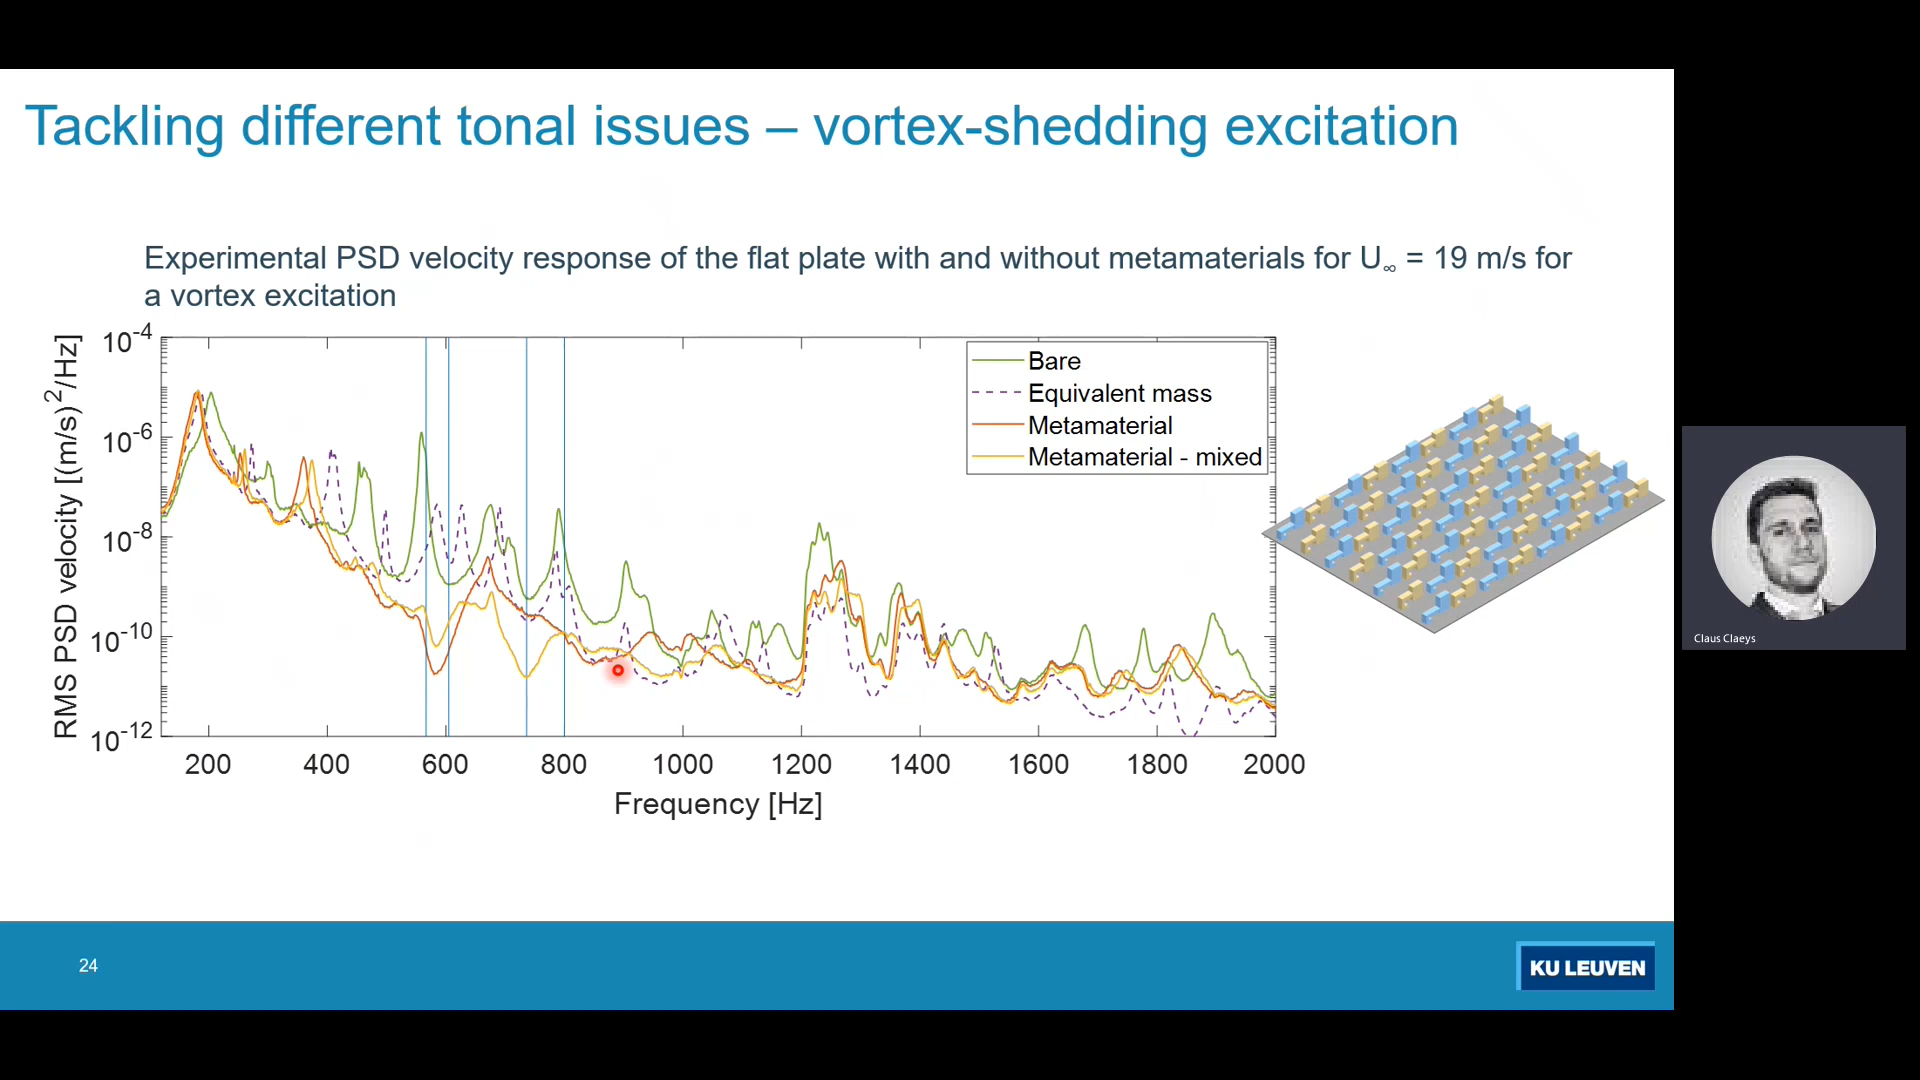 Tackling different tonal issues – vortex-shedding excitation
Experimental PSD velocity response of the flat plate with and without metamaterials for U∞ = 19 m/s for
a vortex excitation
RMS PSD velocity [(m/s)²/Hz]
10⁻⁴
10⁻⁶
10⁻⁸
10⁻¹⁰
10⁻¹²
Bare
Equivalent mass
Metamaterial
Metamaterial - mixed
200 400 600 800 1000 1200 1400 1600 1800 2000
Frequency [Hz]
Claus Claeys
24
KU LEUVEN